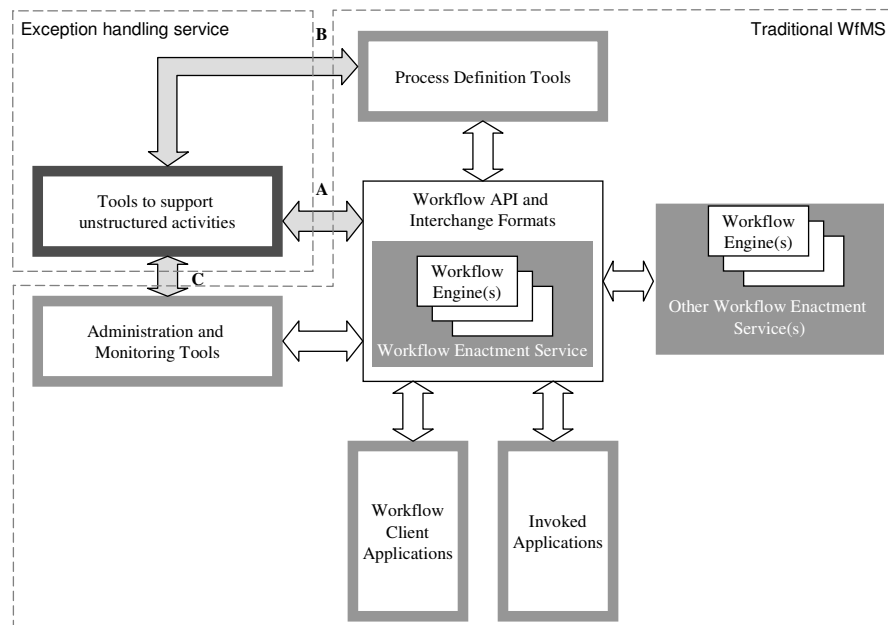 Exception handling service
B
Traditional WfMS
Process Definition Tools
Tools to support
unstructured activities
A
Workflow API and
Interchange Formats
Workflow
Engine(s)
Workflow Enactment Service
Workflow
Engine(s)
Other Workflow Enactment
Service(s)
C
Administration and
Monitoring Tools
Workflow
Client
Applications
Invoked
Applications